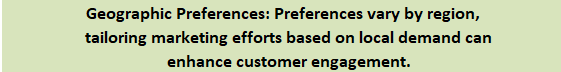 Geographic Preferences: Preferences vary by region,
tailoring marketing efforts based on local demand can
enhance customer engagement.